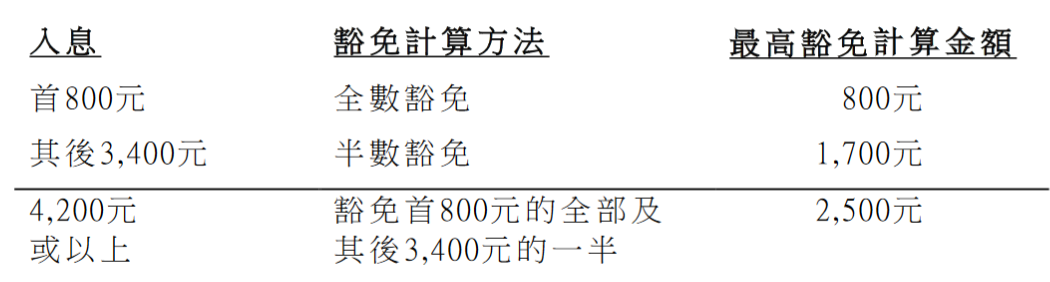 入息 豁免計算方法 最高豁免計算金額
首800元 全數豁免 800元
其後3,400元 半數豁免 1,700元
4,200元 豁免首800元的全部及 2,500元
或以上 其後3,400元的一半